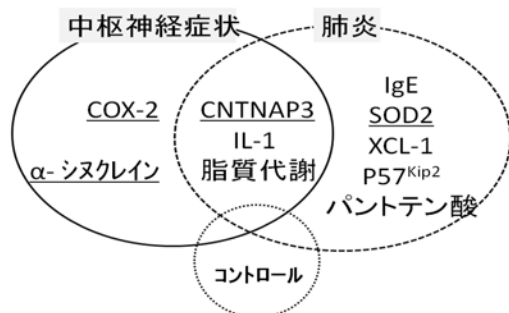 中枢神経症状
肺炎
COX-2
α- シヌクレイン
CNTNAP3
IL-1
脂質代謝
IgE
SOD2
XCL-1
P57Kip2
パントテン酸
コントロール